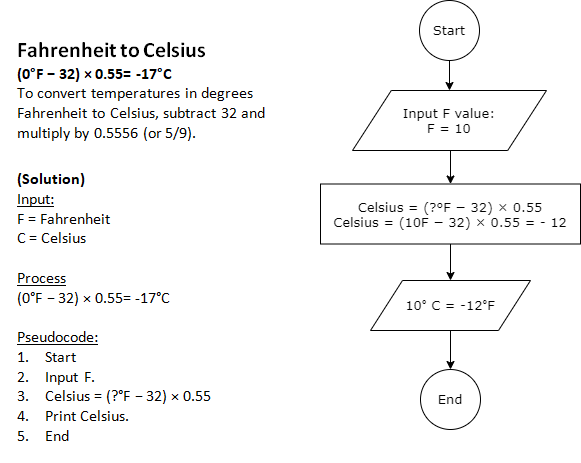 Fahrenheit to Celsius
(0°F – 32) × 0.55= -17°C
To convert temperatures in degrees
Fahrenheit to Celsius, subtract 32 and
multiply by 0.5556 (or 5/9).
(Solution)
Input:
F = Fahrenheit
C = Celsius
Process
(0°F – 32) × 0.55= -17°C
Pseudocode:
1. Start
2. Input F.
3. Celsius = (?°F – 32) × 0.55
4. Print Celsius.
5. End
Start
Input F value:
F = 10
Celsius = (?°F – 32) × 0.55
Celsius = (10F – 32) × 0.55 = - 12
10° C = -12°F
End